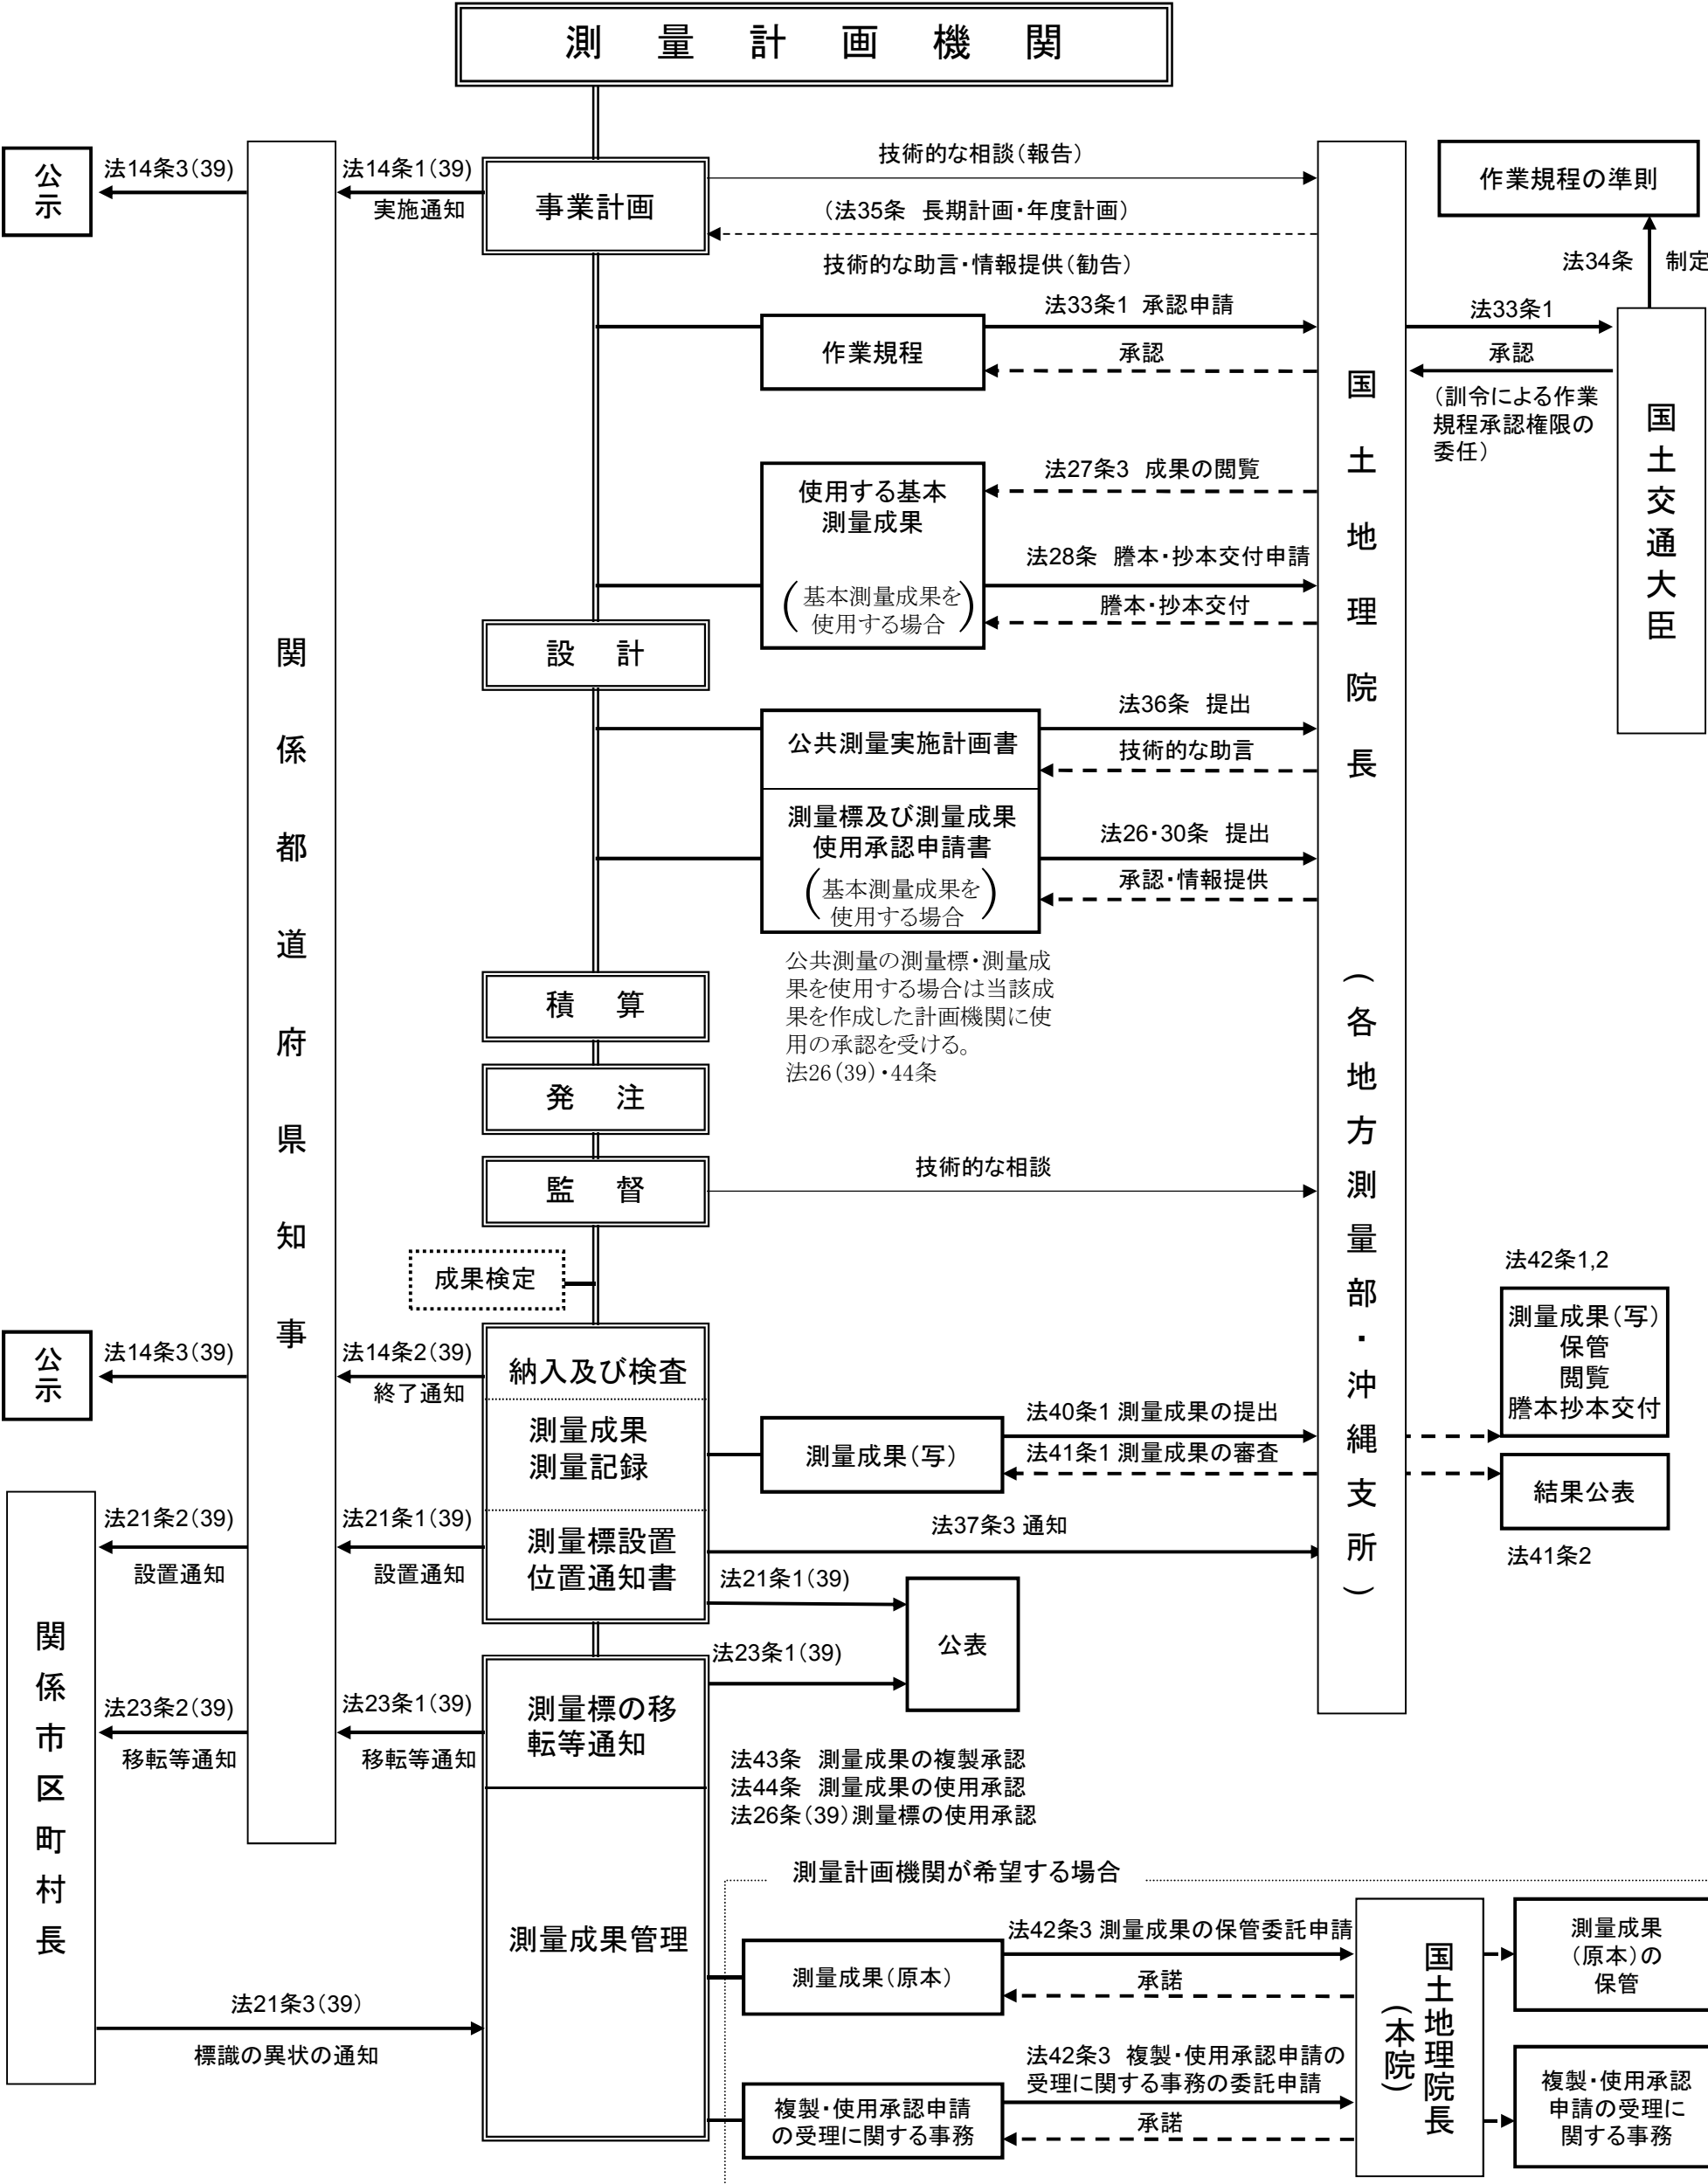 測量計画機関
公示
法14条3(39)
法14条1(39)
実施通知
事業計画
技術的な相談(報告)
(法35条 長期計画・年度計画)
技術的な助言・情報提供(勧告)
作業規程の準則
法34条 制定
作業規程
法33条1 承認申請
承認
法33条1
承認
(訓令による作業
規程承認権限の
委任)
国土交通大臣
使用する基本
測量成果
(基本測量成果を
使用する場合)
法27条3 成果の閲覧
法28条 謄本・抄本交付申請
謄本・抄本交付
設計
関係都道府県知事
国土地理院長
(各地方測量部・沖縄支所)
公共測量実施計画書
法36条 提出
技術的な助言
測量標及び測量成果
使用承認申請書
(基本測量成果を
使用する場合)
法26・30条 提出
承認・情報提供
公共測量の測量標・測量成
果を使用する場合は当該成
果を作成した計画機関に使
用の承認を受ける。
法26(39)・44条
積算
発注
監督
技術的な相談
成果検定
公示
法14条3(39)
法14条2(39)
終了通知
納入及び検査
測量成果
測量記録
測量成果(写)
法40条1 測量成果の提出
法41条1 測量成果の審査
法42条1,2
測量成果(写)
保管
閲覧
謄本抄本交付
結果公表
法41条2
関係市区町村長
法21条2(39)
設置通知
法21条1(39)
設置通知
測量標設置
位置通知書
法37条3 通知
法21条1(39)
公表
法23条1(39)
法23条2(39)
移転等通知
法23条1(39)
移転等通知
測量標の移
転等通知
法43条 測量成果の複製承認
法44条 測量成果の使用承認
法26条(39)測量標の使用承認
測量計画機関が希望する場合
測量成果管理
測量成果(原本)
法42条3 測量成果の保管委託申請
承諾
国土地理院長
(本院)
測量成果
(原本)の
保管
法21条3(39)
標識の異状の通知
複製・使用承認申請
の受理に関する事務
法42条3 複製・使用承認申請の
受理に関する事務の委託申請
承諾
複製・使用承認
申請の受理に
関する事務